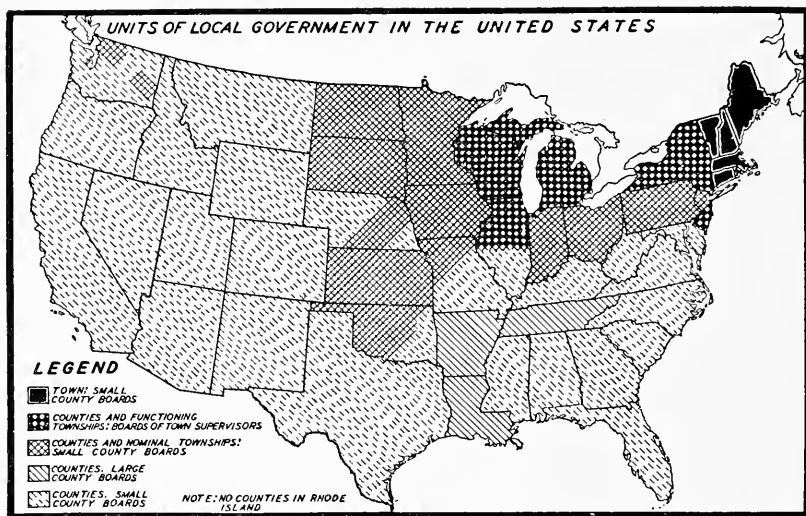 UNITS OF LOCAL GOVERNMENT IN THE UNITED STATES
LEGEND
TOWN: SMALL
COUNTY BOARDS
COUNTIES AND FUNCTIONING
TOWNSHIPS: BOARDS OF TOWN SUPERVISORS
COUNTIES AND NOMINAL TOWNSHIPS:
SMALL COUNTY BOARDS
COUNTIES. LARGE
COUNTY BOARDS
COUNTIES. SMALL
COUNTY BOARDS
NOTE: NO COUNTIES IN RHODE
ISLAND